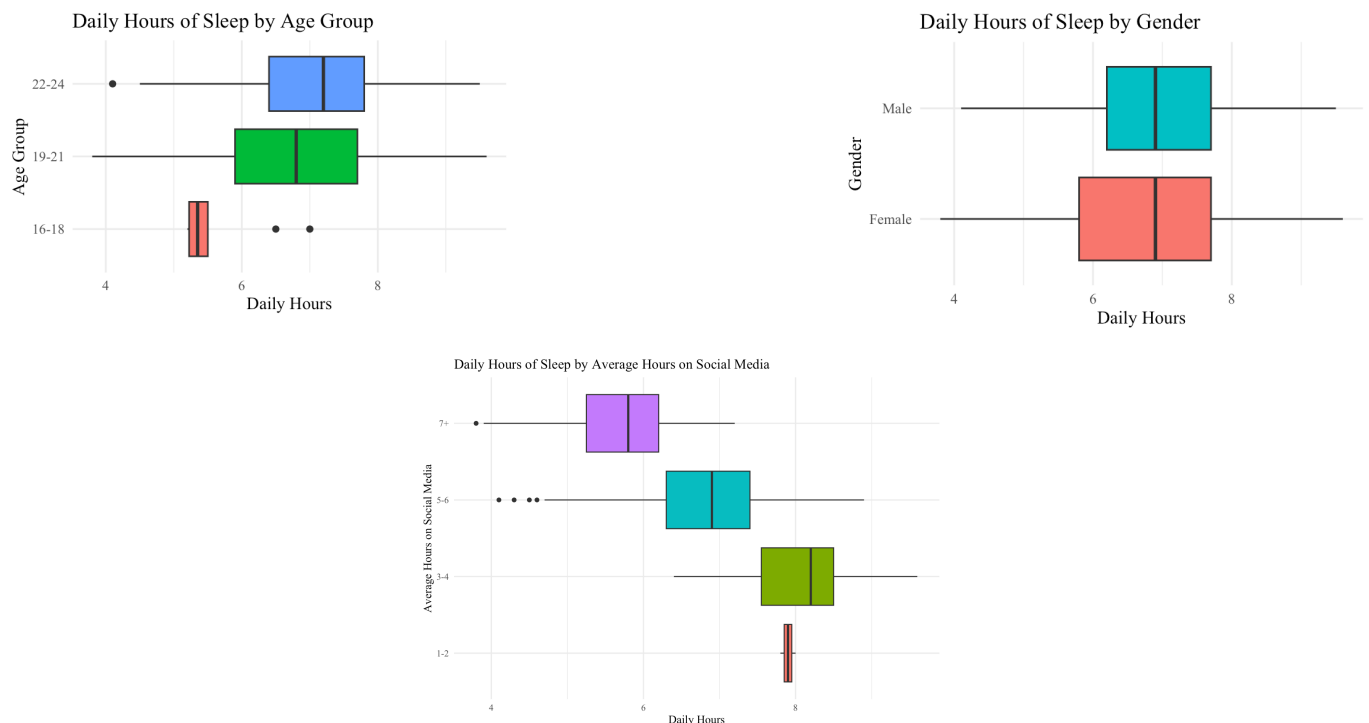 Daily Hours of Sleep by Age Group
22-24
19-21
16-18
Age Group
4 6 8
Daily Hours
Daily Hours of Sleep by Gender
Male
Female
Gender
4 6 8
Daily Hours
Daily Hours of Sleep by Average Hours on Social Media
7+
5-6
3-4
1-2
Average Hours on Social Media
4 6 8
Daily Hours